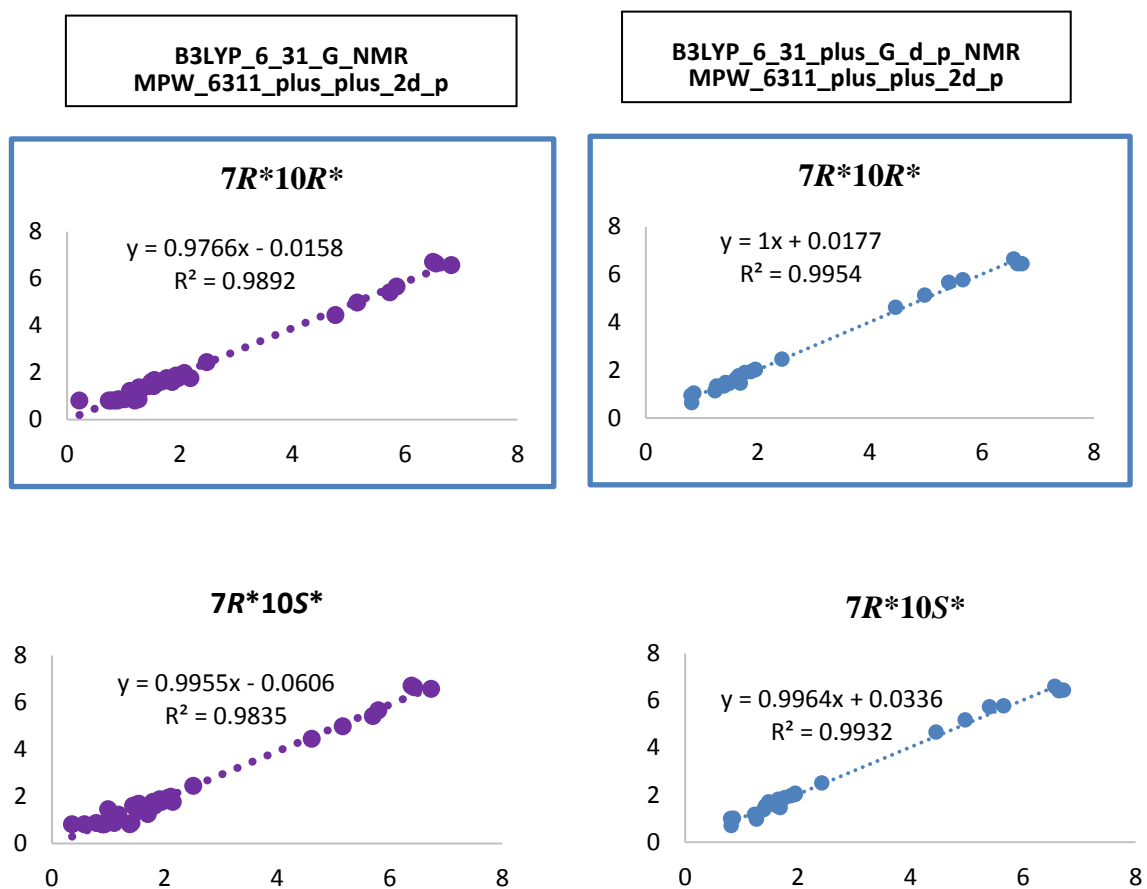 B3LYP_6_31_G_NMR
MPW_6311_plus_plus_2d_p
B3LYP_6_31_plus_G_d_p_NMR
MPW_6311_plus_plus_2d_p
7R*10R*
y = 0.9766x - 0.0158
R² = 0.9892
8
6
4
2
0
0 2 4 6 8
7R*10R*
y = 1x + 0.0177
R² = 0.9954
8
6
4
2
0
0 2 4 6 8
7R*10S*
y = 0.9955x - 0.0606
R² = 0.9835
8
6
4
2
0
0 2 4 6 8
7R*10S*
y = 0.9964x + 0.0336
R² = 0.9932
8
6
4
2
0
0 2 4 6 8